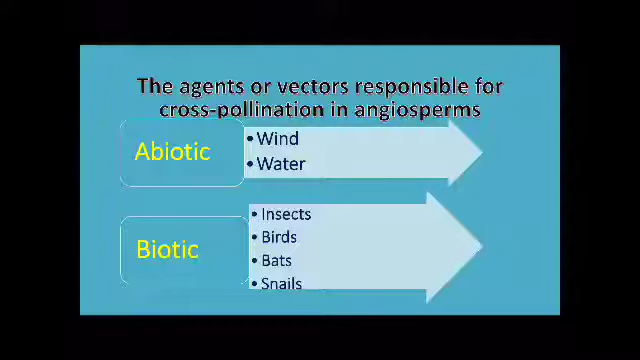 The agents or vectors responsible for
cross-pollination in angiosperms
Abiotic
• Wind
• Water
Biotic
• Insects
• Birds
• Bats
• Snails